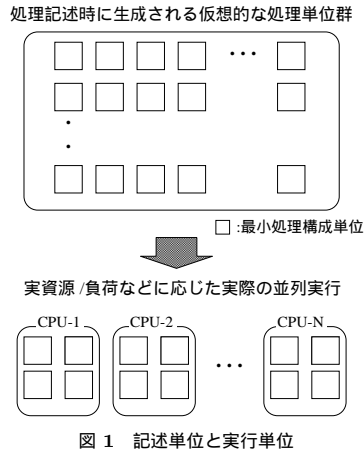 処理記述時に生成される仮想的な処理単位群
□ :最小処理構成単位
実資源/負荷などに応じた実際の並列実行
CPU-1 CPU-2 CPU-N
図 1 記述単位と実行単位